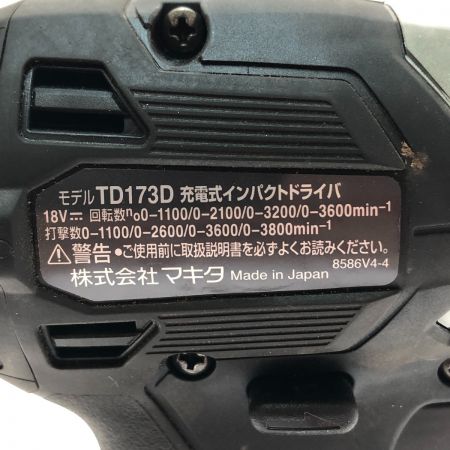 モデル TD173D 充電式インパクトドライバ
18V⎓ 回転数n₀0-1100/0-2100/0-3200/0-3600min⁻¹
打撃数0-1100/0-2600/0-3600/0-3800min⁻¹
⚠警告 ●ご使用前に取扱説明書を必ずよくお読みください。
8586V4-4
株式会社 マキタ Made in Japan